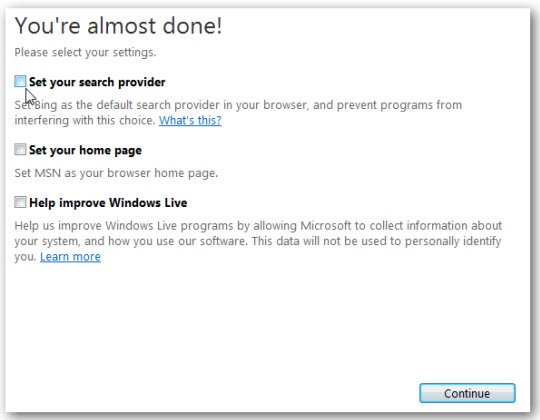 You're almost done!
Please select your settings.
Set your search provider
Set Bing as the default search provider in your browser, and prevent programs from
interfering with this choice. What's this?
Set your home page
Set MSN as your browser home page.
Help improve Windows Live
Help us improve Windows Live programs by allowing Microsoft to collect information about
your system, and how you use our software. This data will not be used to personally identify
you. Learn more
Continue